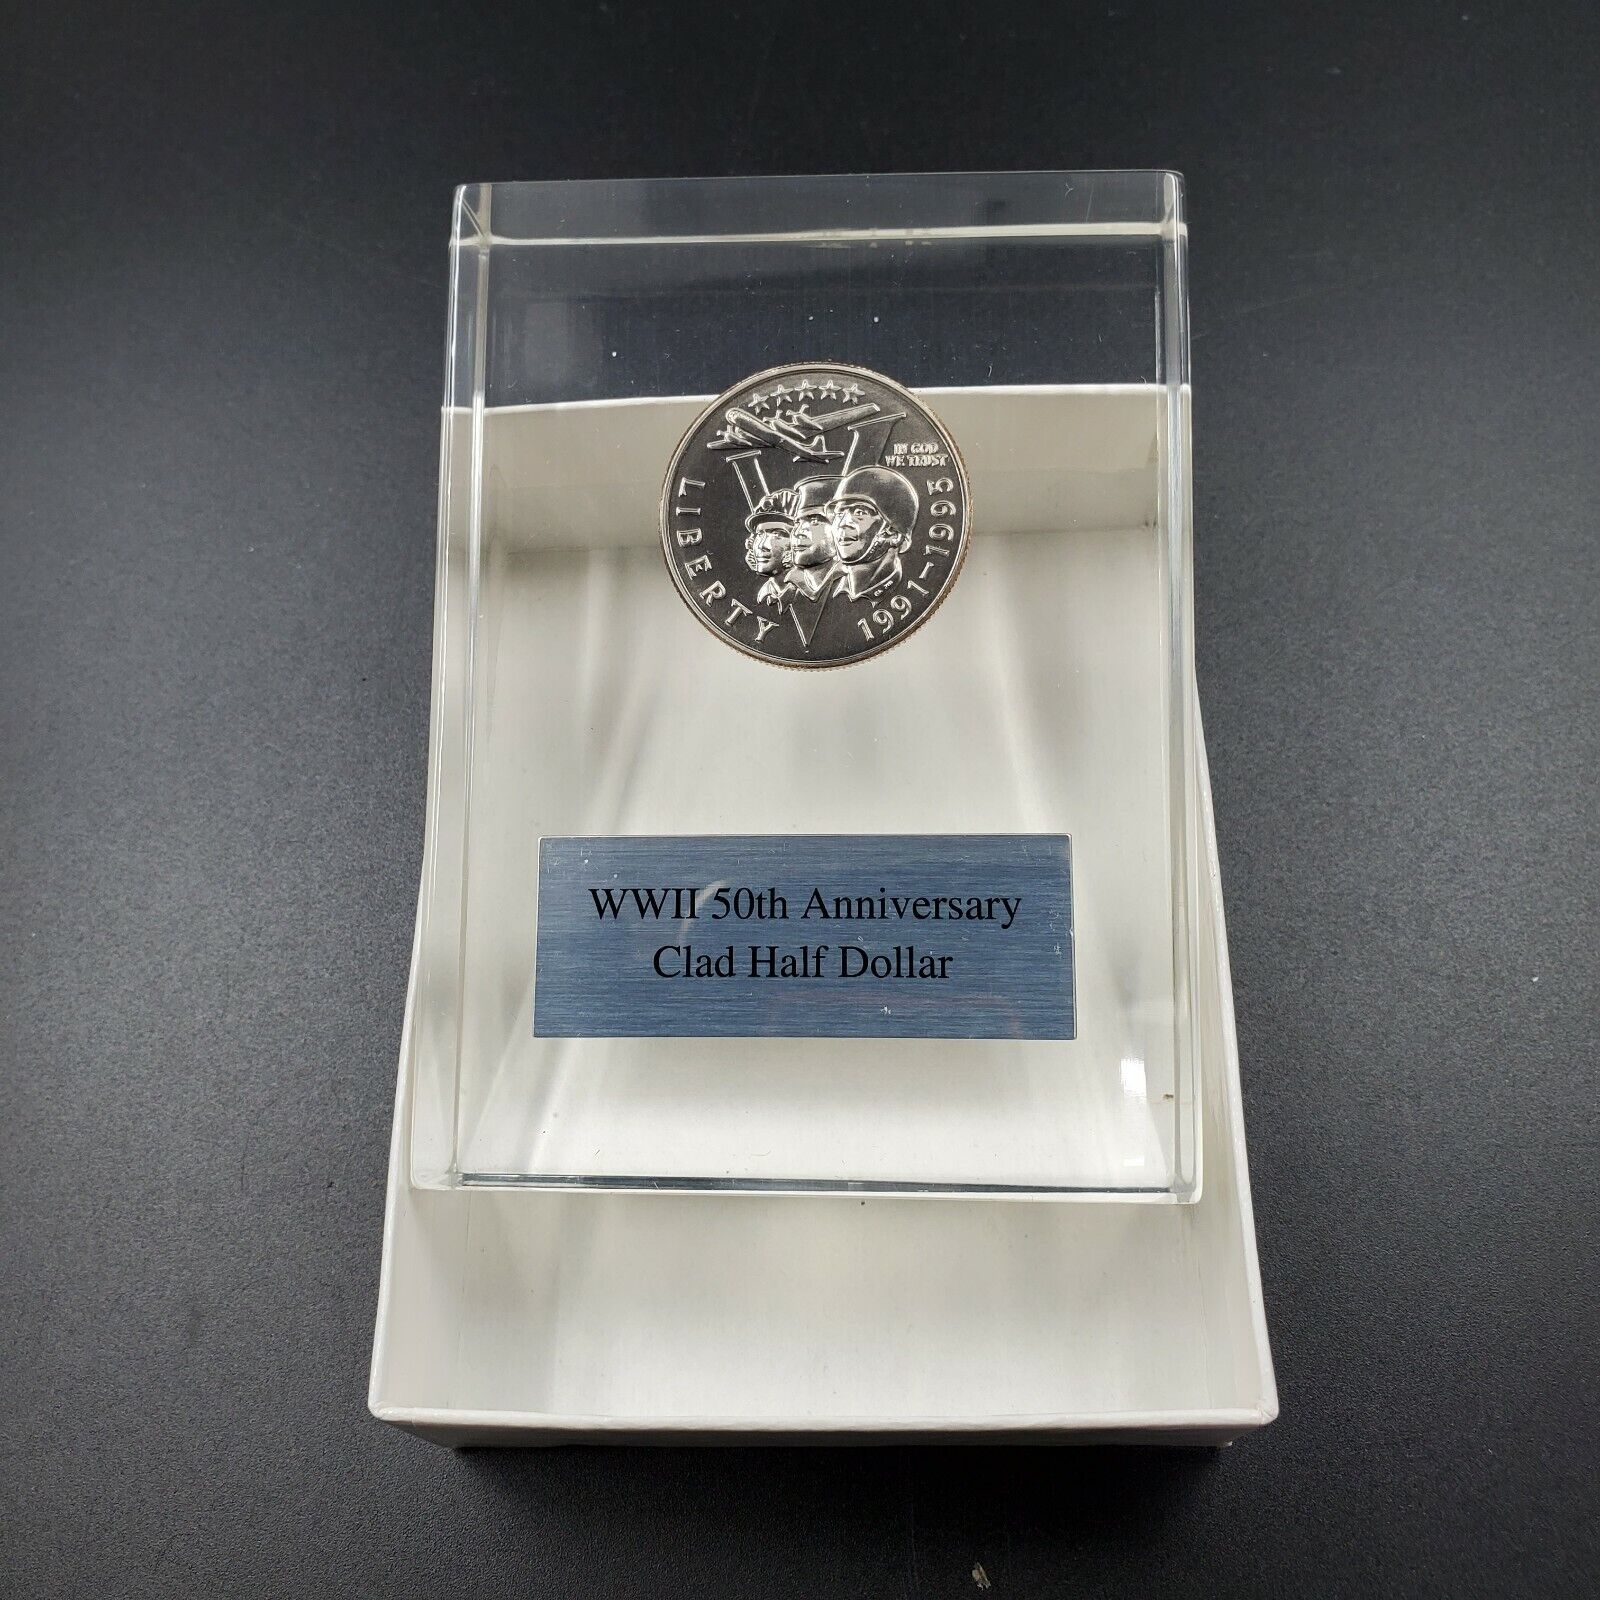 IN GOD
WE TRUST
LIBERTY
1991-1995
WWII 50th Anniversary
Clad Half Dollar